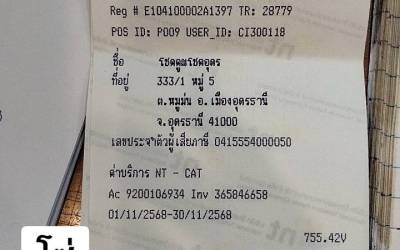 Reg # E104100002A1397 TR: 28779
POS ID: P009 USER_ID: CI300118
ชื่อ โชคคูณโชคอุดร
ที่อยู่ 333/1 หมู่ 5
ต.หมูม่น อ.เมืองอุดรธานี
จ.อุดรธานี 41000
เลขประจำตัวผู้เสียภาษี 0415554000050
ค่าบริการ NT - CAT
Ac 9200106934 Inv 365846658
01/11/2568-30/11/2568
755.42V